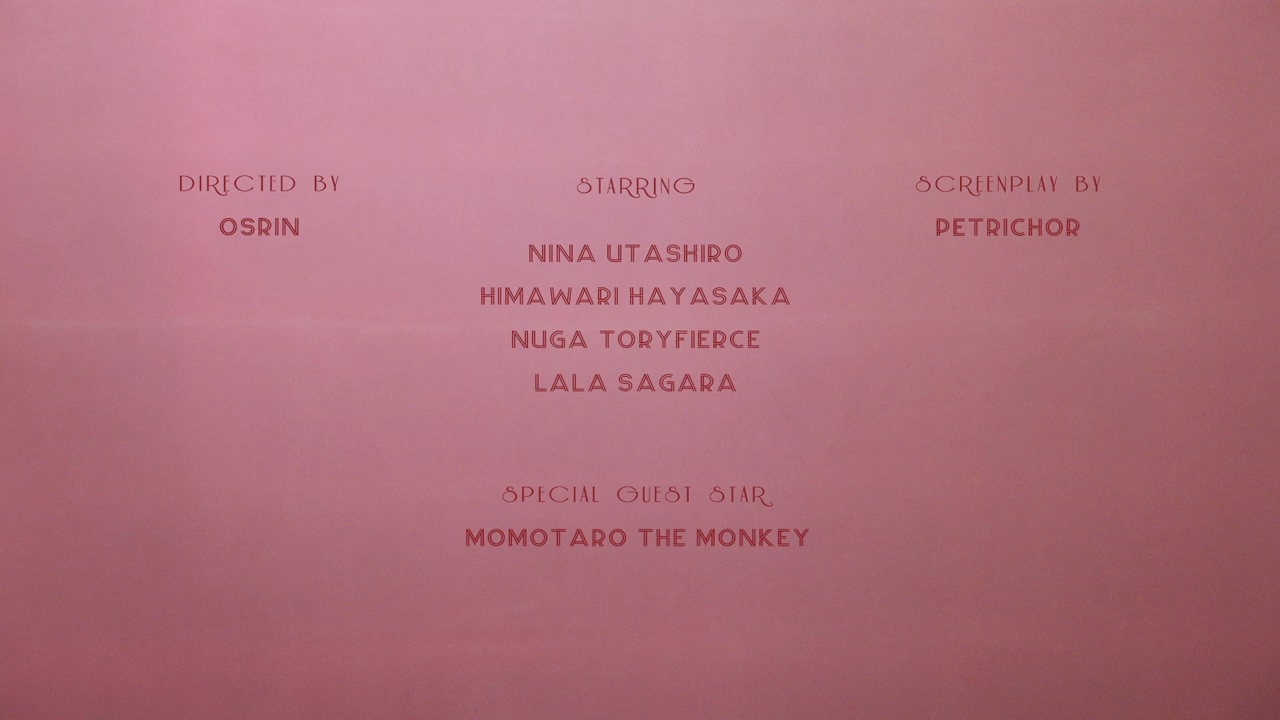 DIRECTED BY
OSRIN
STARRING
NINA UTASHIRO
HIMAWARI HAYASAKA
NUGA TORYFIERCE
LALA SAGARA
SCREENPLAY BY
PETRICHOR
SPECIAL GUEST STAR
MOMOTARO THE MONKEY